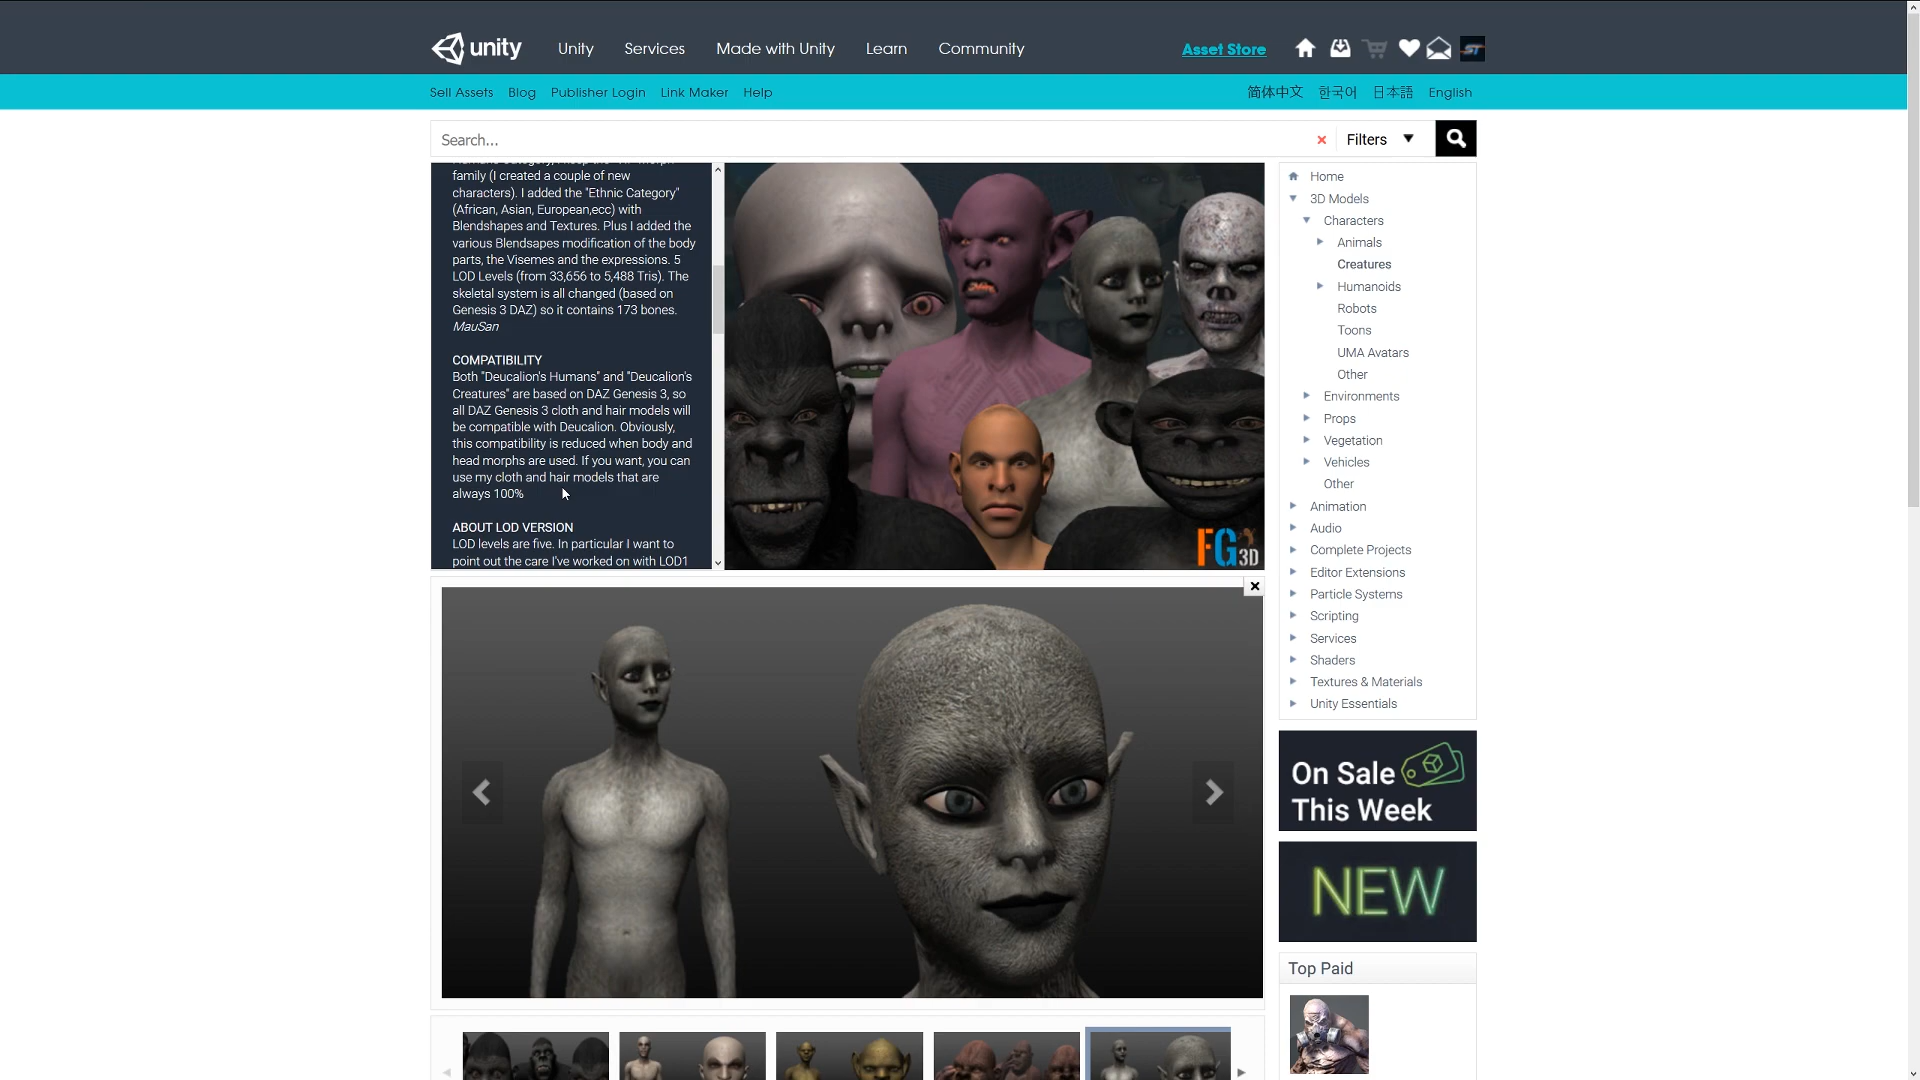 unity
Unity
Services
Made with Unity
Learn
Community
Asset Store
ST
Sell Assets
Blog
Publisher Login
Link Maker
Help
简体中文
한국어
日本語
English
Search...
Filters
family (I created a couple of new
characters). I added the "Ethnic Category"
(African, Asian, European,ecc) with
Blendshapes and Textures. Plus I added the
various Blendsapes modification of the body
parts, the Visemes and the expressions. 5
LOD Levels (from 33,656 to 5,488 Tris). The
skeletal system is all changed (based on
Genesis 3 DAZ) so it contains 173 bones.
MauSan
COMPATIBILITY
Both "Deucalion's Humans" and "Deucalion's
Creatures" are based on DAZ Genesis 3, so
all DAZ Genesis 3 cloth and hair models will
be compatible with Deucalion. Obviously,
this compatibility is reduced when body and
head morphs are used. If you want, you can
use my cloth and hair models that are
always 100%
ABOUT LOD VERSION
LOD levels are five. In particular I want to
point out the care I've worked on with LOD1
FG3D
Home
3D Models
Characters
Animals
Creatures
Humanoids
Robots
Toons
UMA Avatars
Other
Environments
Props
Vegetation
Vehicles
Other
Animation
Audio
Complete Projects
Editor Extensions
Particle Systems
Scripting
Services
Shaders
Textures & Materials
Unity Essentials
On Sale
This Week
NEW
Top Paid